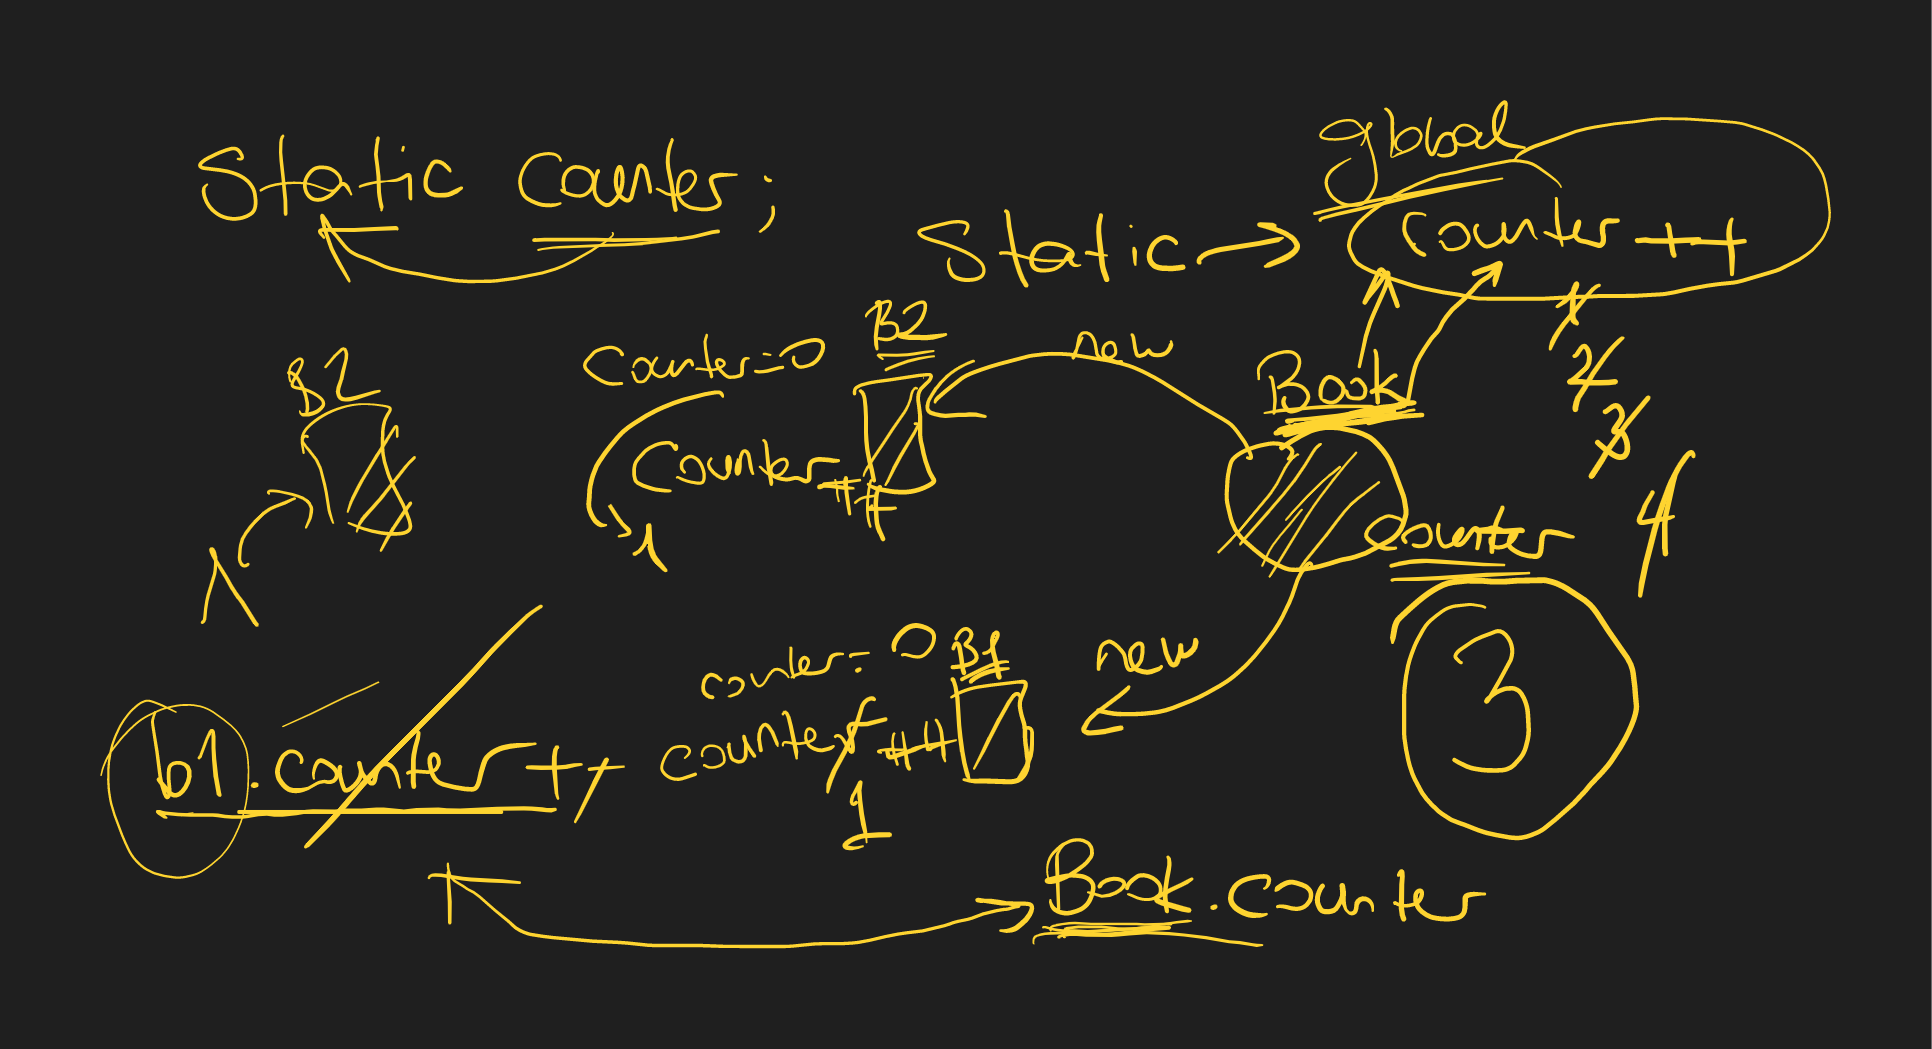 global
Static counter;
Static → counter++
1
2
3
4
B2
new
counter=0
B2
Book
counter++
1
counter
1
counter=0 B1
new
3
b1.counter++
counter++
1
Book.counter